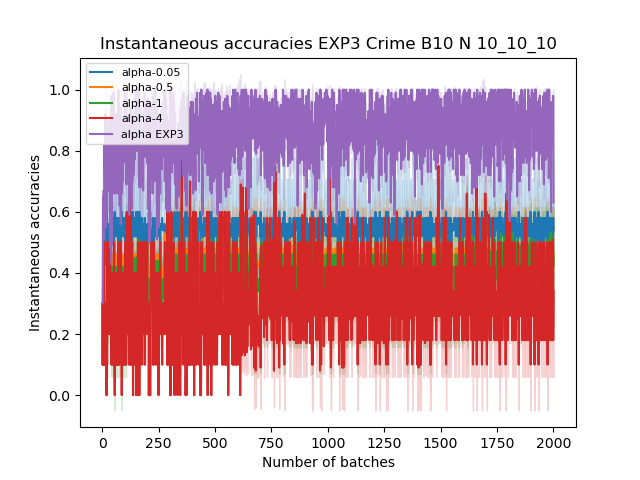 Instantaneous accuracies EXP3 Crime B10 N 10_10_10
alpha-0.05
alpha-0.5
alpha-1
alpha-4
alpha EXP3
Instantaneous accuracies
1.0
0.8
0.6
0.4
0.2
0.0
0 250 500 750 1000 1250 1500 1750 2000
Number of batches